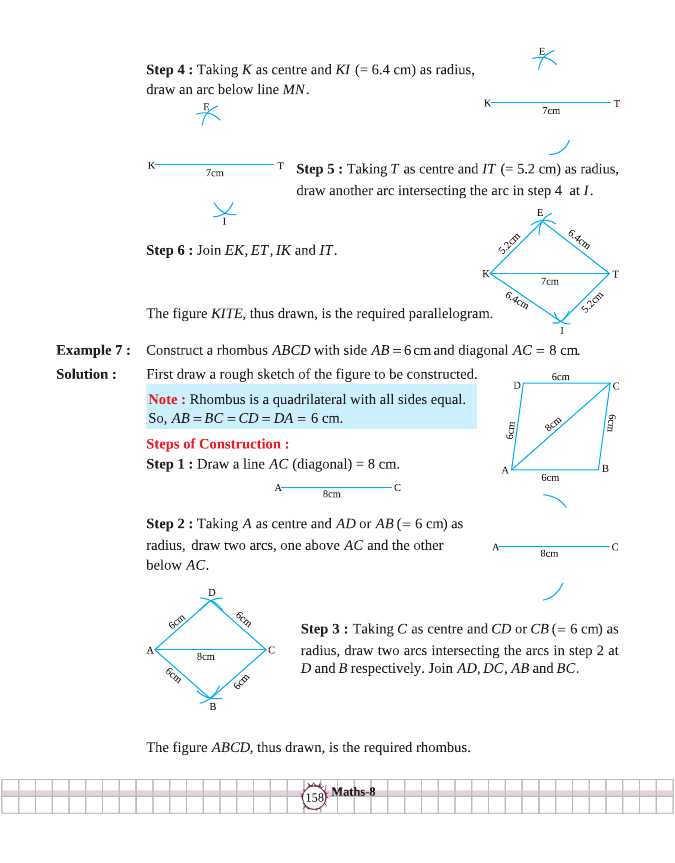 Step 4 : Taking K as centre and KI (= 6.4 cm) as radius,
draw an arc below line MN.
E
K
T
7cm
E
K
T
7cm
I
Step 5 : Taking T as centre and IT (= 5.2 cm) as radius,
draw another arc intersecting the arc in step 4 at I.
Step 6 : Join EK, ET, IK and IT.
E
5.2cm
6.4cm
K
T
7cm
6.4cm
5.2cm
I
The figure KITE, thus drawn, is the required parellelogram.
Example 7 : Construct a rhombus ABCD with side AB = 6 cm and diagonal AC = 8 cm.
Solution : First draw a rough sketch of the figure to be constructed.
Note : Rhombus is a quadrilateral with all sides equal.
So, AB = BC = CD = DA = 6 cm.
6cm
D
C
6cm
8cm
6cm
A
B
6cm
Steps of Construction :
Step 1 : Draw a line AC (diagonal) = 8 cm.
A
C
8cm
Step 2 : Taking A as centre and AD or AB (= 6 cm) as
radius, draw two arcs, one above AC and the other
below AC.
A
C
8cm
D
6cm
6cm
A
C
8cm
6cm
6cm
B
Step 3 : Taking C as centre and CD or CB (= 6 cm) as
radius, draw two arcs intersecting the arcs in step 2 at
D and B respectively. Join AD, DC, AB and BC.
The figure ABCD, thus drawn, is the required rhombus.
158 Maths-8